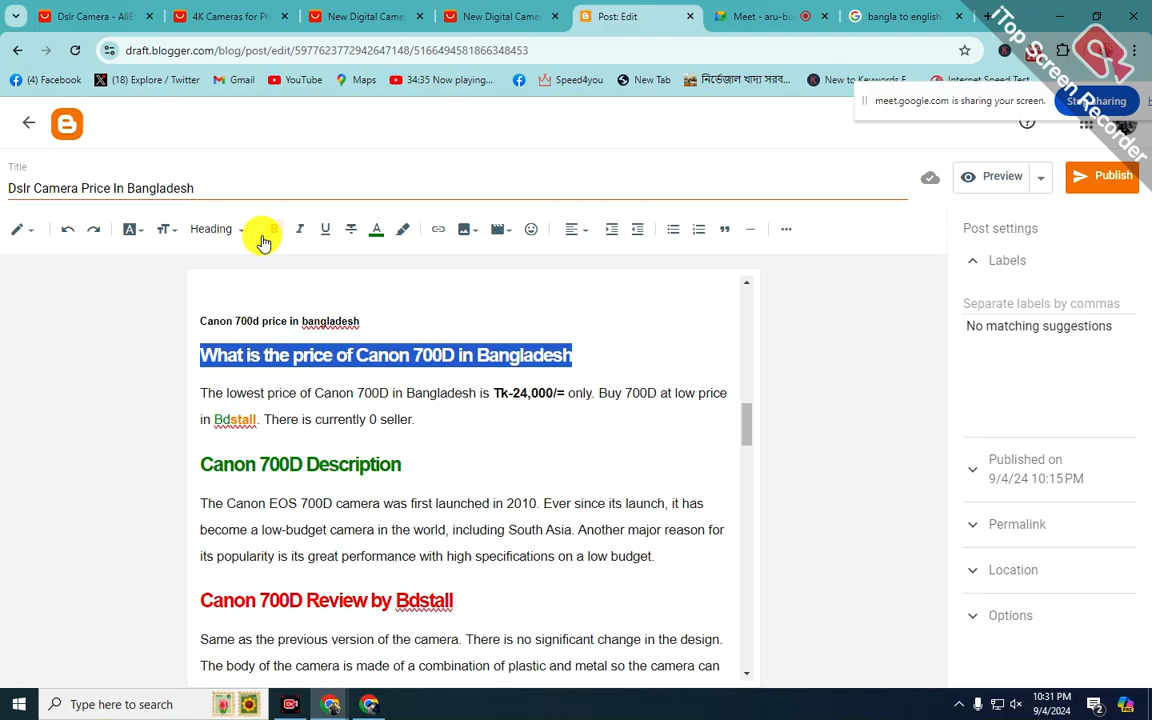 Dslr Camera - AliE
4K Cameras for Ph
New Digital Came
New Digital Camer
Post: Edit
Meet - aru-bu
bangla to english
draft.blogger.com/blog/post/edit/5977623772942647148/5166494581866348453
(4) Facebook
(18) Explore / Twitter
Gmail
YouTube
Maps
34:35 Now playing...
Speed4you
New Tab
নির্ভেজাল খাদ্য সরব...
New to Keywords E
Internet Speed Test
iTop Screen Recorder
meet.google.com is sharing your screen.
Stop sharing
Title
Dslr Camera Price In Bangladesh
Preview
Publish
Heading
Post settings
Labels
Separate labels by commas
No matching suggestions
Published on
9/4/24 10:15 PM
Permalink
Location
Options
Canon 700d price in bangladesh
What is the price of Canon 700D in Bangladesh
The lowest price of Canon 700D in Bangladesh is Tk-24,000/= only. Buy 700D at low price
in Bdstall. There is currently 0 seller.
Canon 700D Description
The Canon EOS 700D camera was first launched in 2010. Ever since its launch, it has
become a low-budget camera in the world, including South Asia. Another major reason for
its popularity is its great performance with high specifications on a low budget.
Canon 700D Review by Bdstall
Same as the previous version of the camera. There is no significant change in the design.
The body of the camera is made of a combination of plastic and metal so the camera can
Type here to search
10:31 PM
9/4/2024
2